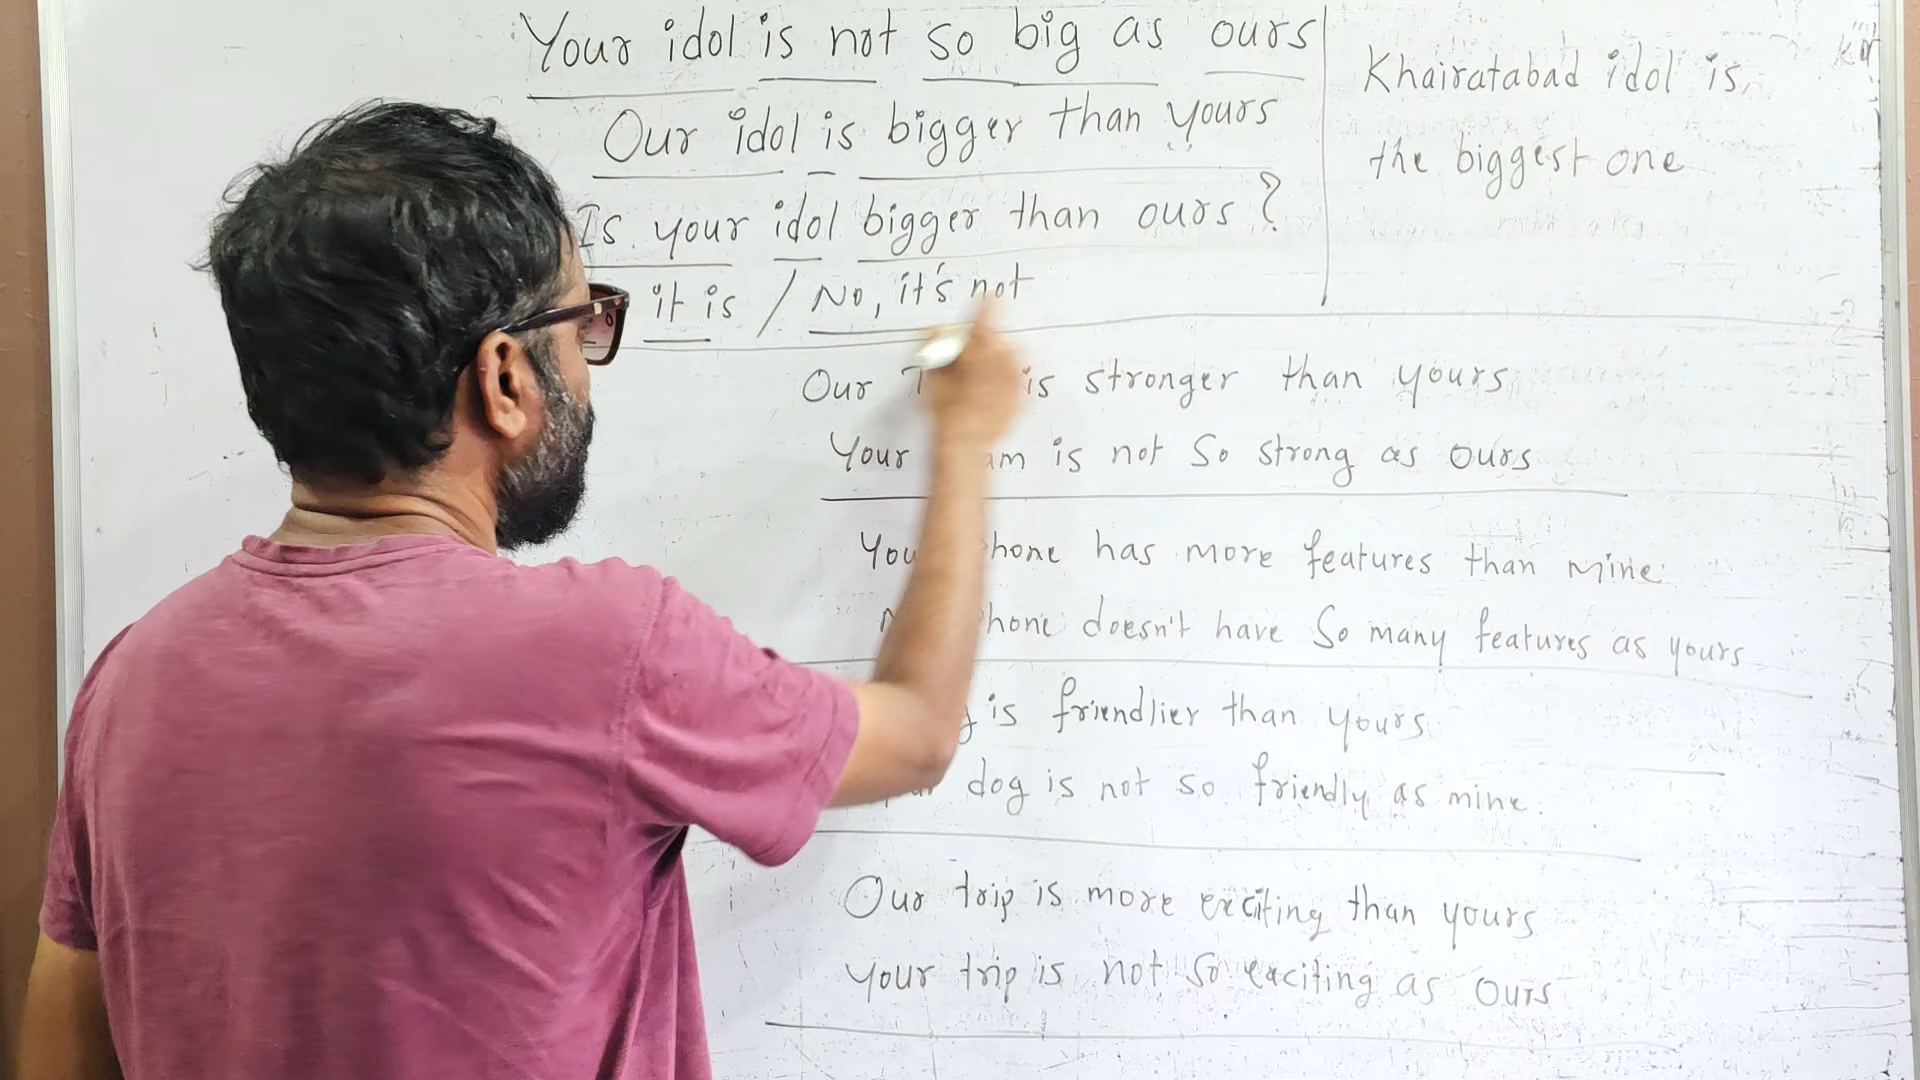 Your idol is not so big as ours
Our idol is bigger than yours
Is your idol bigger than ours?
it is / No, it's not
Khairatabad idol is
the biggest one
Our is stronger than yours
Your is not so strong as ours
has more features than mine
doesn't have so many features as yours
is friendlier than yours
dog is not so friendly as mine.
Our trip is more exciting than yours
Your trip is not so exciting as ours